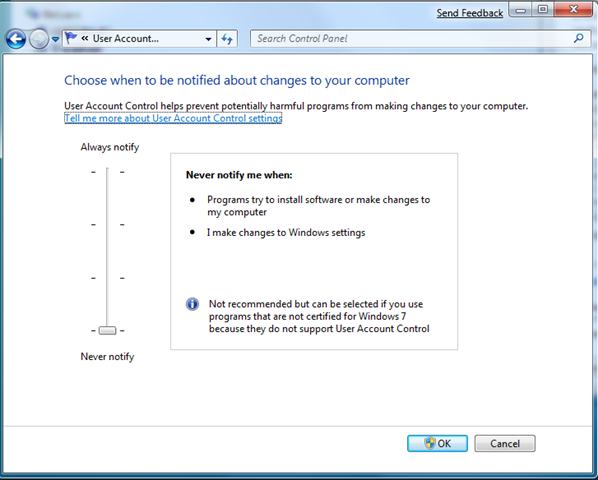 Send Feedback
« User Account...
Search Control Panel
Choose when to be notified about changes to your computer
User Account Control helps prevent potentially harmful programs from making changes to your computer.
Tell me more about User Account Control settings
Always notify
Never notify me when:
• Programs try to install software or make changes to
my computer
• I make changes to Windows settings
Not recommended but can be selected if you use
programs that are not certified for Windows 7
because they do not support User Account Control
Never notify
OK
Cancel